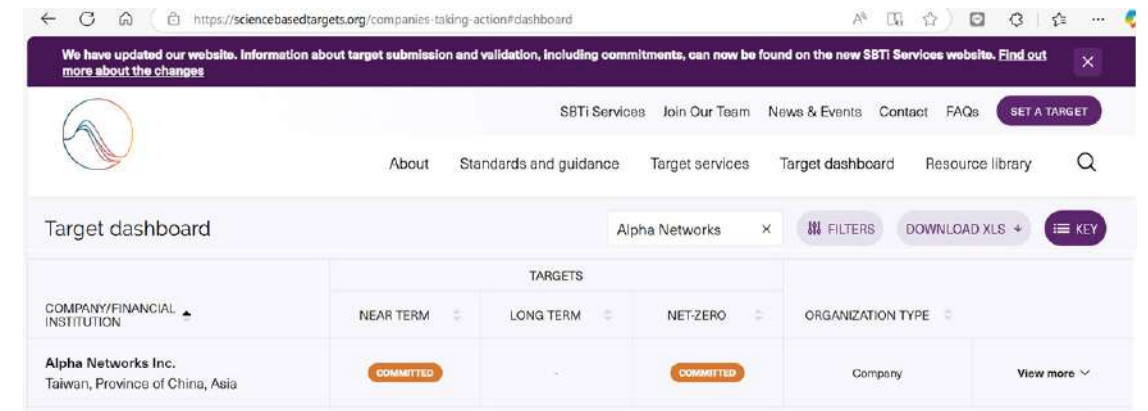 https://sciencebasedtargets.org/companies-taking-action#dashboard
We have updated our website. Information about target submission and validation, including commitments, can now be found on the new SBTi Services website. Find out
more about the changes
SBTi Services Join Our Team News & Events Contact FAQs SET A TARGET
About Standards and guidance Target services Target dashboard Resource library
Target dashboard Alpha Networks × FILTERS DOWNLOAD XLS KEY
TARGETS
COMPANY/FINANCIAL
INSTITUTION NEAR TERM LONG TERM NET-ZERO ORGANIZATION TYPE
Alpha Networks Inc.
Taiwan, Province of China, Asia COMMITTED - COMMITTED Company View more